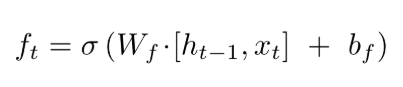 f_t = σ (W_f · [h_{t−1}, x_t] + b_f)